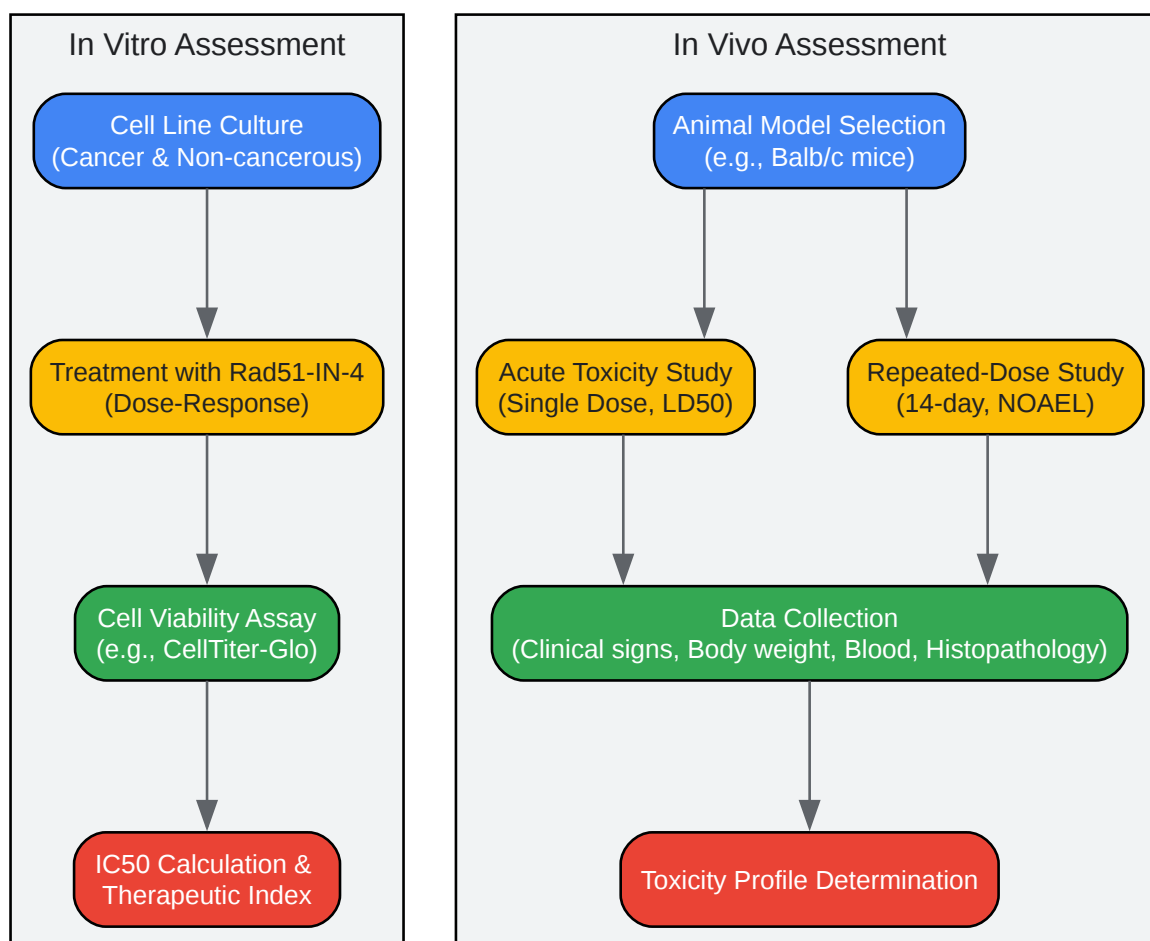 In Vitro Assessment
Cell Line Culture
(Cancer & Non-cancerous)
Treatment with Rad51-IN-4
(Dose-Response)
Cell Viability Assay
(e.g., CellTiter-Glo)
IC50 Calculation &
Therapeutic Index
In Vivo Assessment
Animal Model Selection
(e.g., Balb/c mice)
Acute Toxicity Study
(Single Dose, LD50)
Repeated-Dose Study
(14-day, NOAEL)
Data Collection
(Clinical signs, Body weight, Blood, Histopathology)
Toxicity Profile Determination